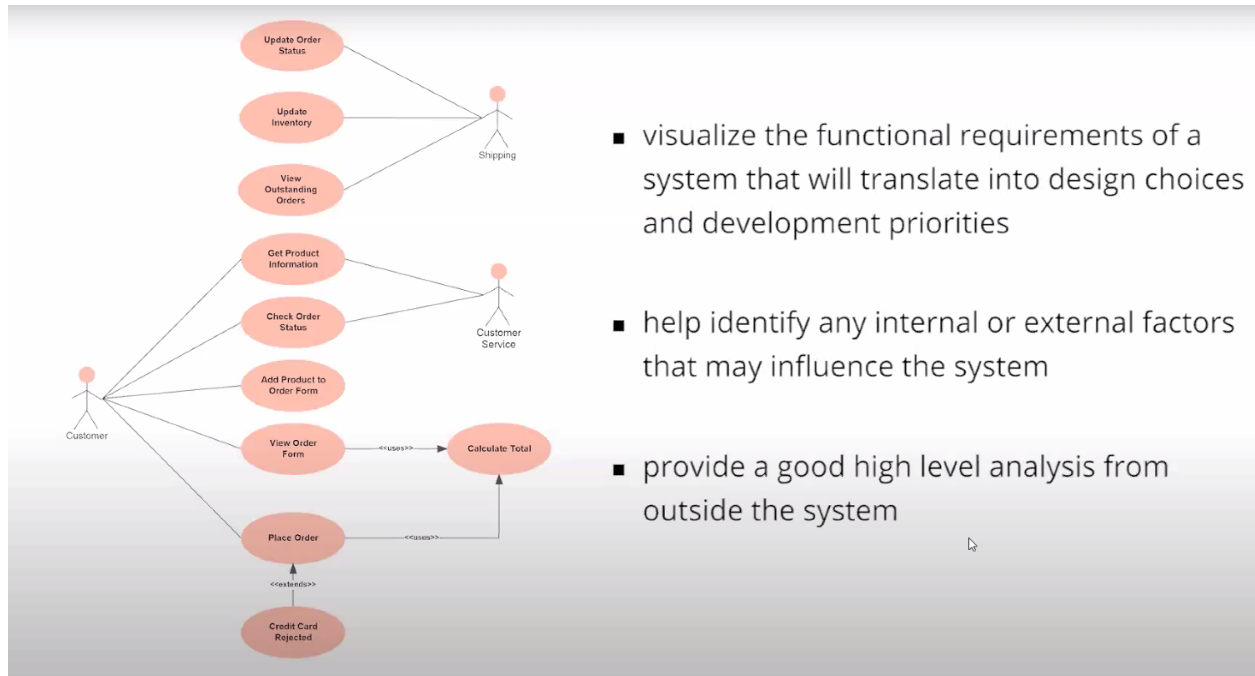 Update Order
Status
Update
Inventory
Shipping
View
Outstanding
Orders
Get Product
Information
Check Order
Status
Customer
Service
Add Product to
Order Form
Customer
View Order
Form
<<uses>>
Calculate Total
Place Order
<<uses>>
<<extends>>
Credit Card
Rejected
▪ visualize the functional requirements of a
system that will translate into design choices
and development priorities
▪ help identify any internal or external factors
that may influence the system
▪ provide a good high level analysis from
outside the system